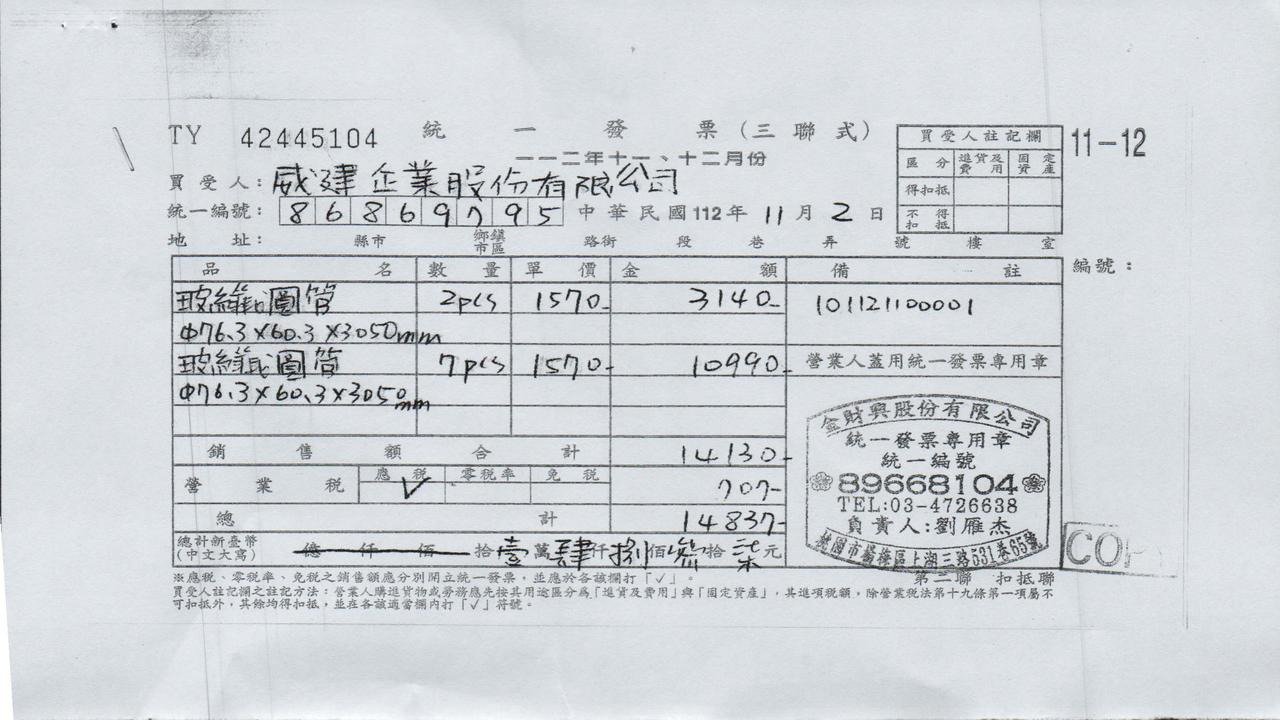 TY 42445104 統一發票(三聯式)
一一二年十一、十二月份
11-12
買受人註記欄
區分 進貨及費用 固定資產
得扣抵
不得扣抵
買受人:威建企業股份有限公司
統一編號:86869795 中華民國112年11月2日
地址: 縣市 鄉鎮市區 路街 段 巷 弄 號 樓 室
編號:
品名 數量 單價 金額 備註
玻纖 圓管 2pcs 1570- 3140- 101121100001
Φ76.3×60.3×3050mm
玻纖 圓管 7pcs 1570- 10990- 營業人蓋用統一發票專用章
Φ76.3×60.3×3050mm
銷售額合計 14130-
營業稅 應稅 √ 零稅率 免稅 707-
總計 14837-
總計新臺幣(中文大寫) 億仟佰拾壹萬肆仟捌佰參拾柒元
金財興股份有限公司
統一發票專用章
統一編號
89668104
TEL:03-4726638
負責人:劉雁杰
桃園市楊梅區上湖三路531巷65號
※應稅、零稅率、免稅之銷售額應分別開立統一發票,並應於各該欄打「√」。
第二聯 扣抵聯
買受人註記欄之註記方法:營業人購進貨物或勞務應先按其用途區分為「進貨及費用」與「固定資產」,其進項稅額,除營業稅法第十九條第一項屬不
可扣抵外,其餘均得扣抵,並在各該適當欄內打「√」符號。